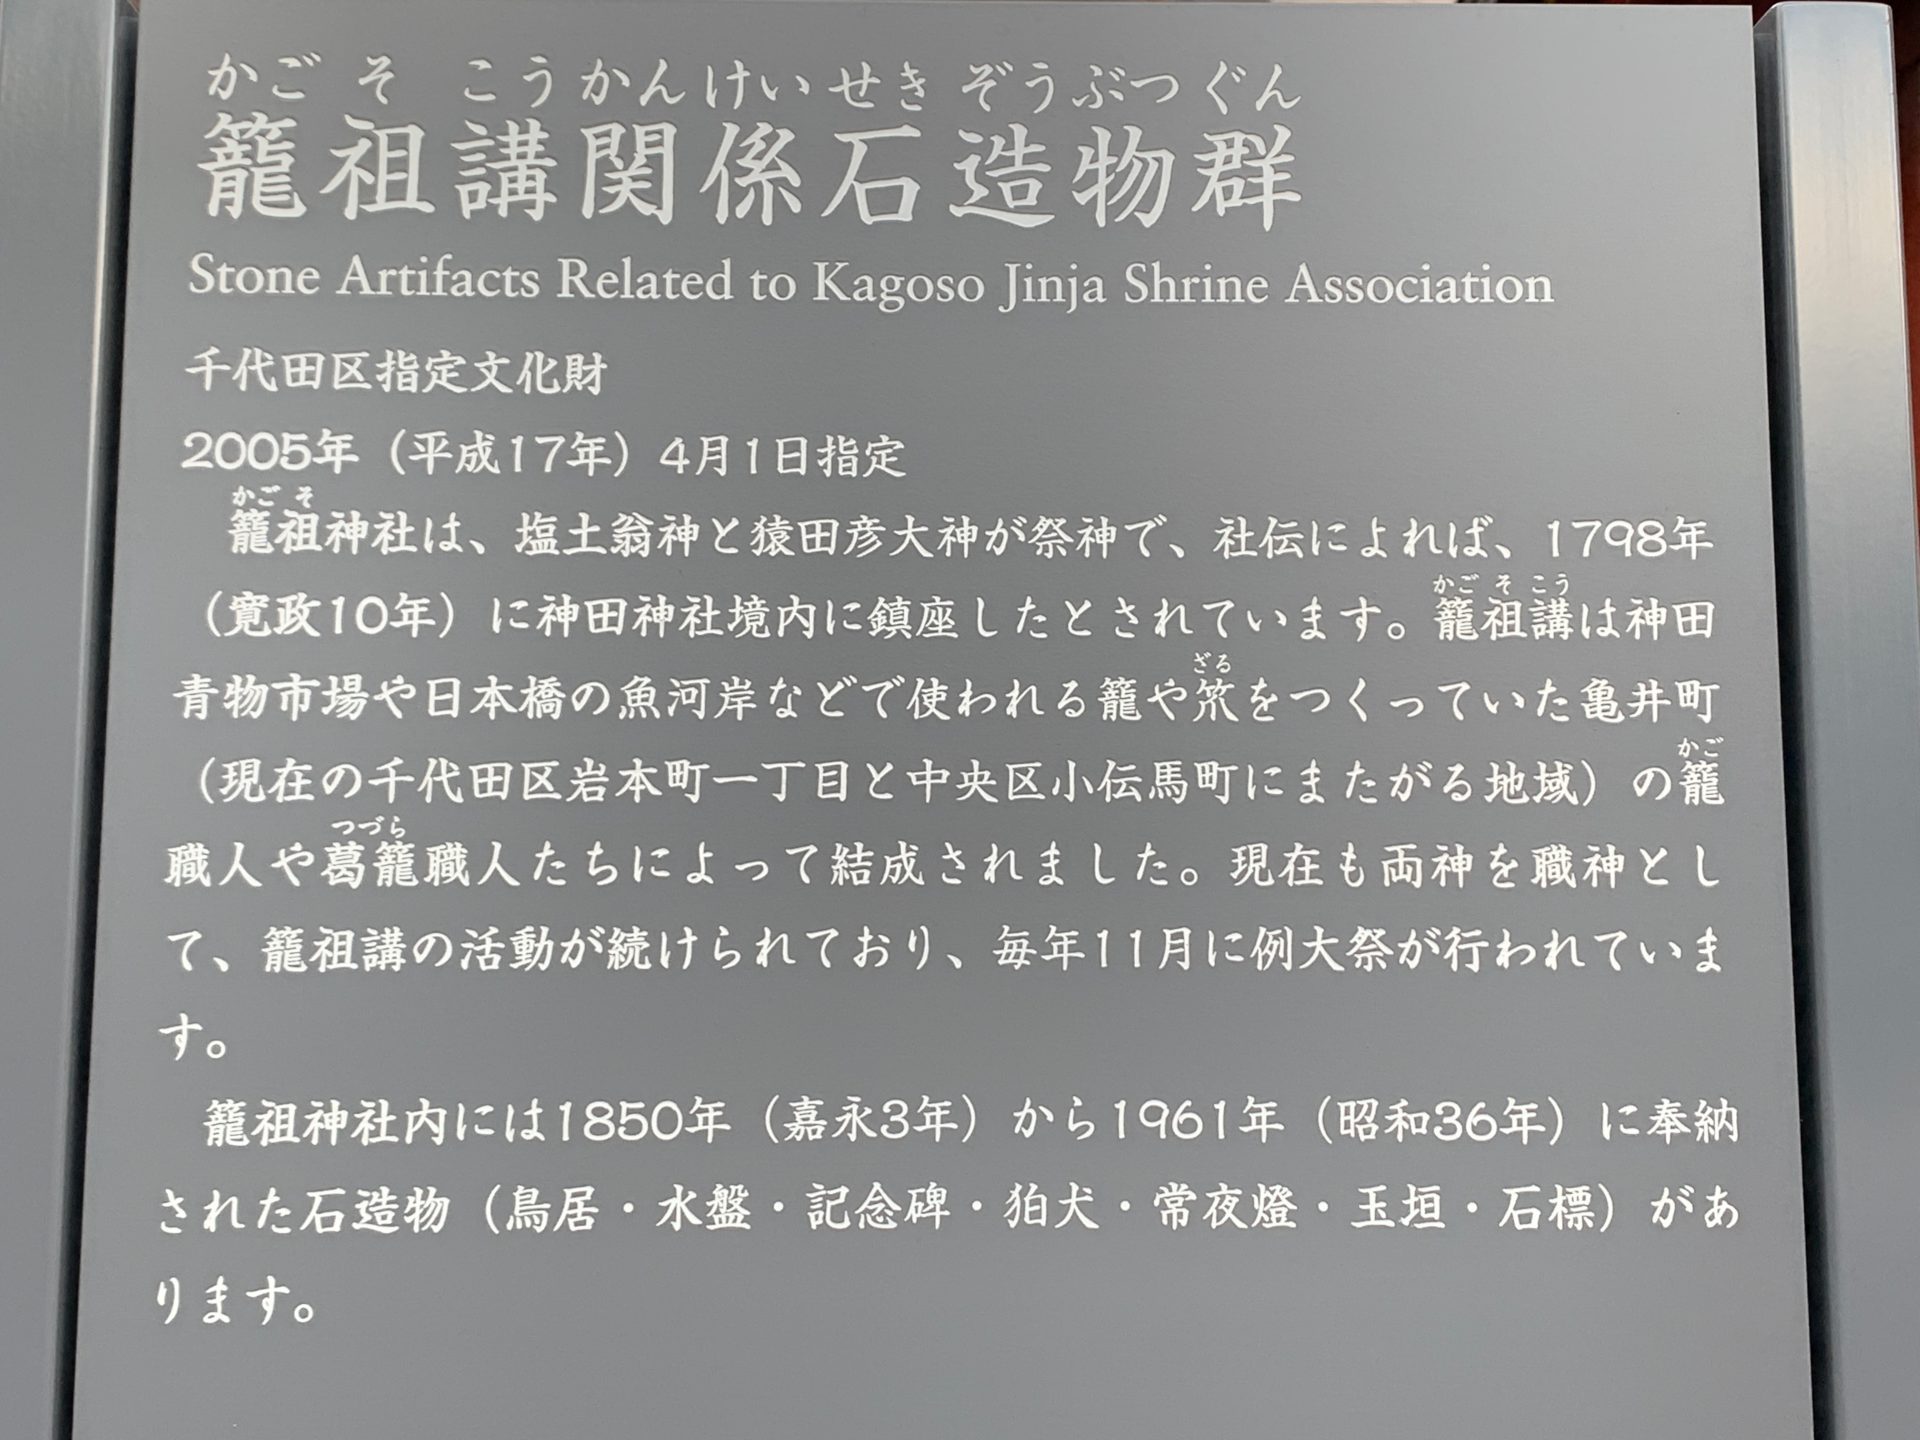 かごそこうかんけいせきぞうぶつぐん
籠祖講関係石造物群
Stone Artifacts Related to Kagoso Jinja Shrine Association
千代田区指定文化財
2005年（平成17年）4月1日指定
かごそ
籠祖神社は、塩土翁神と猿田彦大神が祭神で、社伝によれば、1798年
かごそこう
（寛政10年）に神田神社境内に鎮座したとされています。籠祖講は神田
ざる
青物市場や日本橋の魚河岸などで使われる籠や笊をつくっていた亀井町
かご
（現在の千代田区岩本町一丁目と中央区小伝馬町にまたがる地域）の籠
つづら
職人や葛籠職人たちによって結成されました。現在も両神を職神とし
て、籠祖講の活動が続けられており、毎年11月に例大祭が行われていま
す。
籠祖神社内には1850年（嘉永3年）から1961年（昭和36年）に奉納
された石造物（鳥居・水盤・記念碑・狛犬・常夜燈・玉垣・石標）があ
ります。